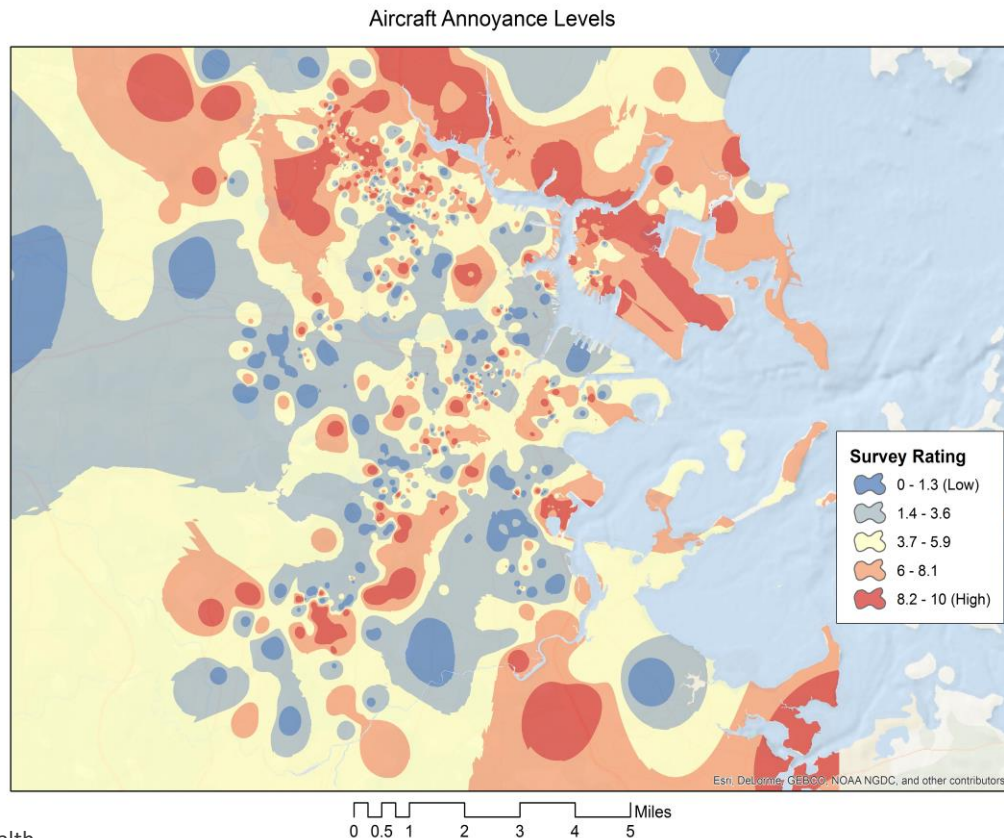 Aircraft Annoyance Levels
Survey Rating
0 - 1.3 (Low)
1.4 - 3.6
3.7 - 5.9
6 - 8.1
8.2 - 10 (High)
Esri, DeLorme, GEBCO, NOAA NGDC, and other contributors
Miles
0 0.5 1 2 3 4 5